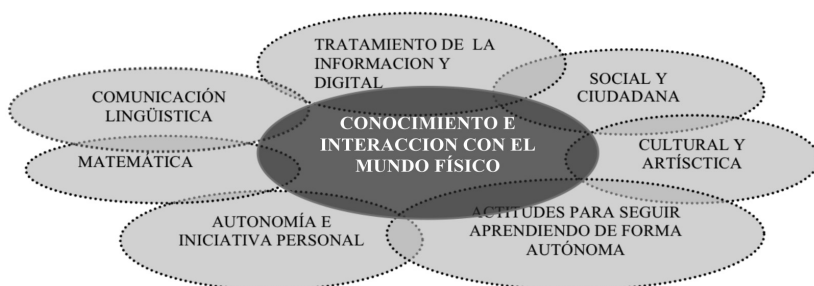 TRATAMIENTO DE LA
INFORMACION Y
DIGITAL
SOCIAL Y
CIUDADANA
COMUNICACIÓN
LINGÜISTICA
CONOCIMIENTO E
INTERACCION CON EL
MUNDO FÍSICO
CULTURAL Y
ARTÍSCTICA
MATEMÁTICA
AUTONOMÍA E
INICIATIVA PERSONAL
ACTITUDES PARA SEGUIR
APRENDIENDO DE FORMA
AUTÓNOMA